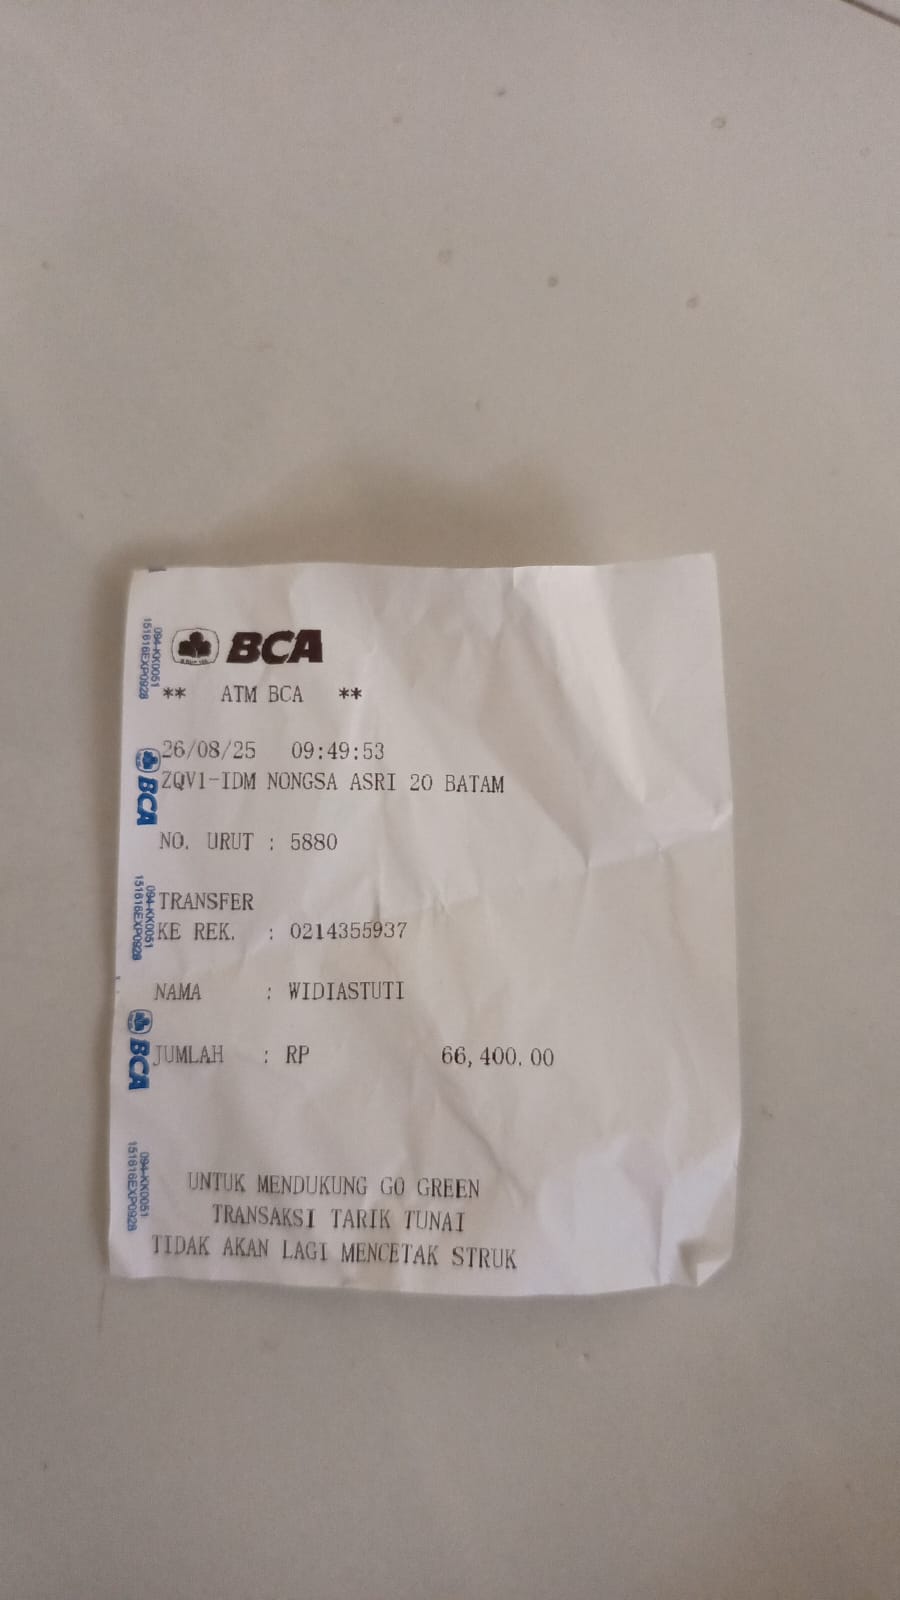 BCA
** ATM BCA **
26/08/25 09:49:53
ZQV1-IDM NONGSA ASRI 20 BATAM
NO. URUT : 5880
TRANSFER
KE REK. : 0214355937
NAMA : WIDIASTUTI
JUMLAH : RP 66,400.00
UNTUK MENDUKUNG GO GREEN
TRANSAKSI TARIK TUNAI
TIDAK AKAN LAGI MENCETAK STRUK
094-KK0051
151616EXP0928
BCA
094-KK0051
151616EXP0928
BCA
094-KK0051
151616EXP0928